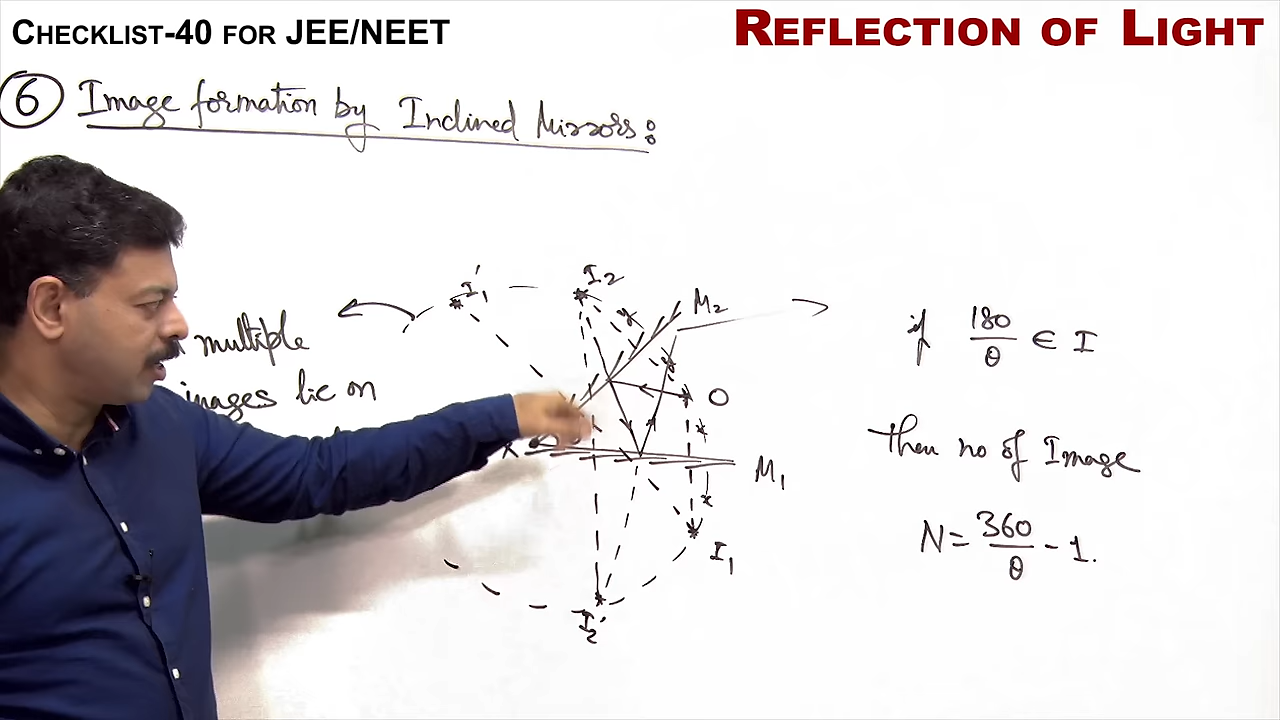 CHECKLIST-40 FOR JEE/NEET
REFLECTION OF LIGHT
6 Image formation by Inclined Mirrors:
multiple
images lie on
I1
I2
M2
O
x
x
M1
I1
I2'
if 180/θ ∈ I
then no of Image
N = 360/θ - 1.